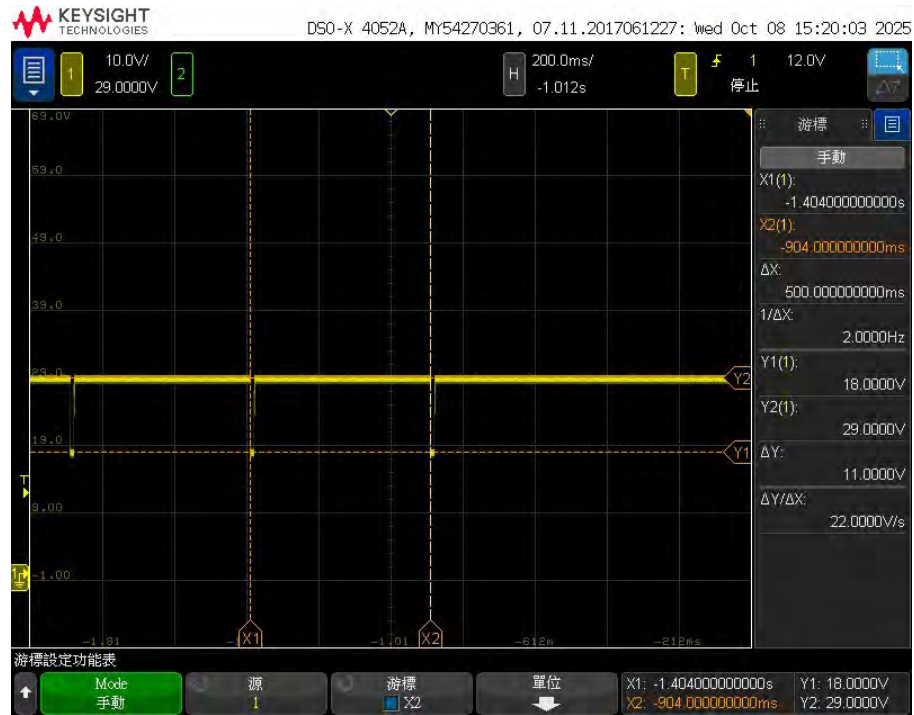 KEYSIGHT
TECHNOLOGIES
DSO-X 4052A, MY54270361, 07.11.2017061227: Wed Oct 08 15:20:03 2025
1
10.0V/
29.0000V
2
H
200.0ms/
-1.012s
T
1
12.0V
停止
69.0V
59.0
49.0
39.0
29.0
19.0
9.00
-1.00
T
1
Y2
Y1
-1.81
X1
-1.01
X2
-612m
-212ms
游標
手動
X1(1):
-1.404000000000s
X2(1):
-904.000000000ms
ΔX:
500.000000000ms
1/ΔX:
2.0000Hz
Y1(1):
18.0000V
Y2(1):
29.0000V
ΔY:
11.0000V
ΔY/ΔX:
22.0000V/s
游標設定功能表
Mode
手動
源
1
游標
X2
單位
X1: -1.404000000000s
X2: -904.000000000ms
Y1: 18.0000V
Y2: 29.0000V